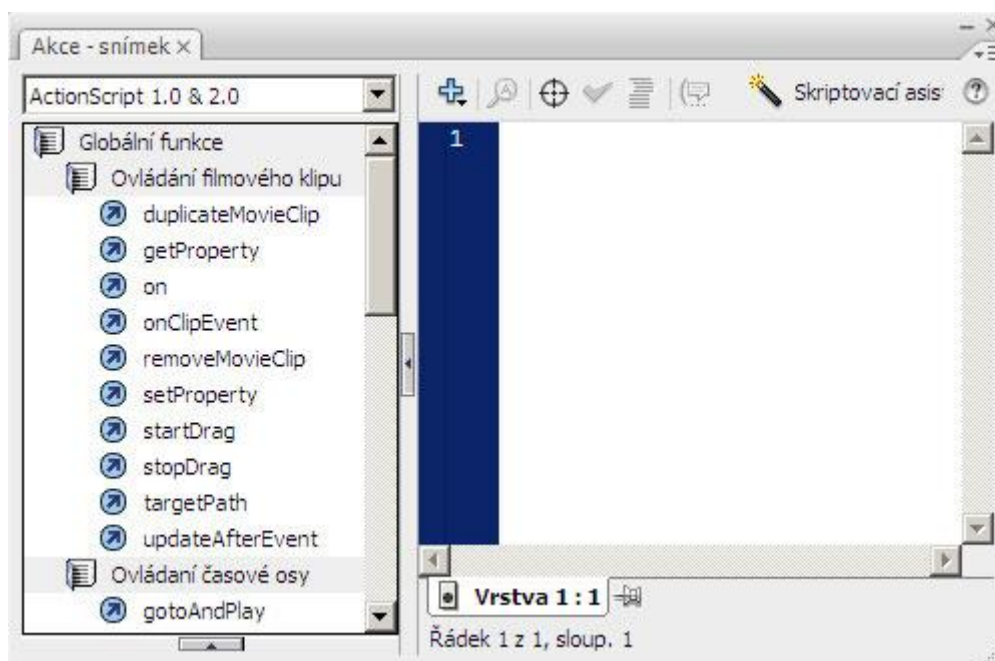 Akce - snímek
ActionScript 1.0 & 2.0
Skriptovací asis
Globální funkce
Ovládání filmového klipu
duplicateMovieClip
getProperty
on
onClipEvent
removeMovieClip
setProperty
startDrag
stopDrag
targetPath
updateAfterEvent
Ovládaní časové osy
gotoAndPlay
1
Vrstva 1 : 1
Řádek 1 z 1, sloup. 1